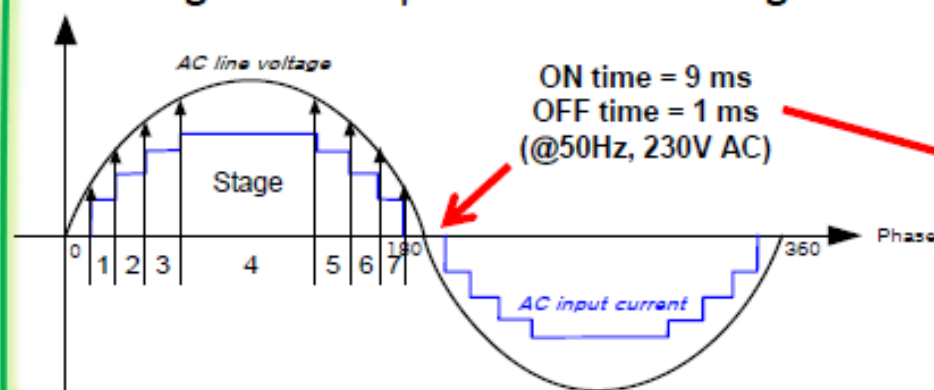 AC line voltage
ON time = 9 ms
OFF time = 1 ms
(@50Hz, 230V AC)
Stage
0
180
360
Phase
1 2 3 4 5 6 7
AC input current